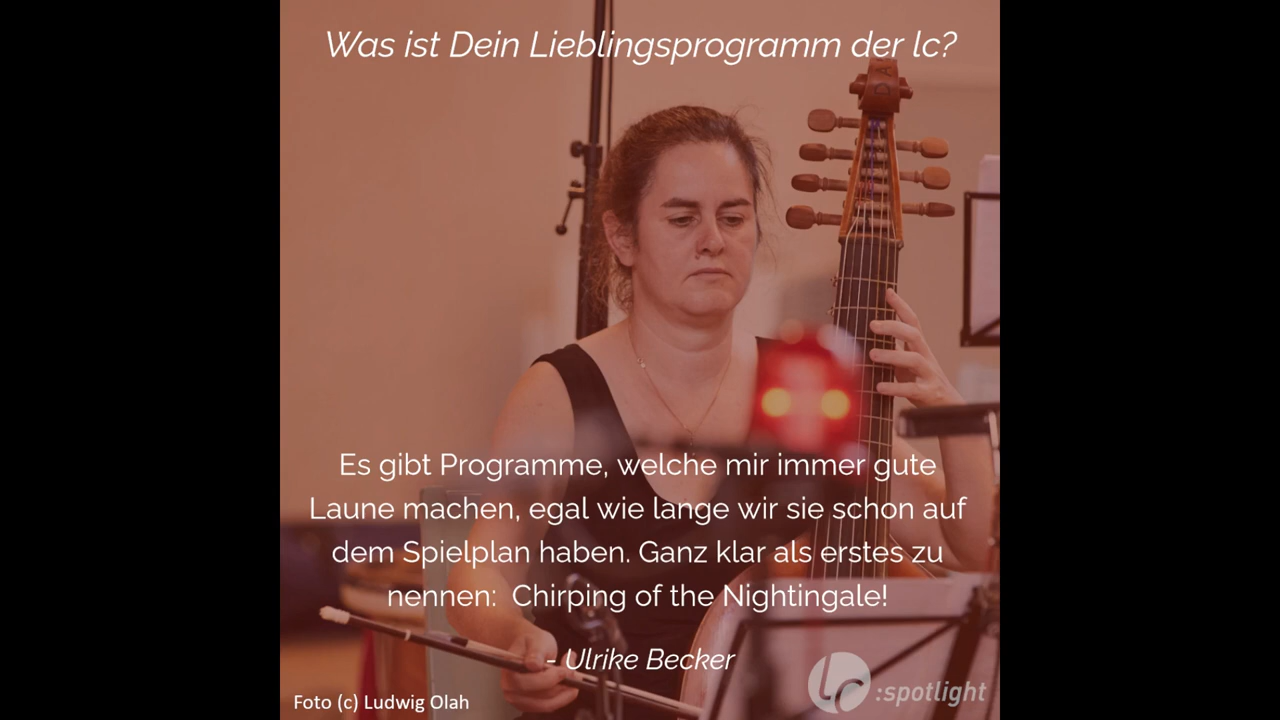 Was ist Dein Lieblingsprogramm der lc?
Es gibt Programme, welche mir immer gute
Laune machen, egal wie lange wir sie schon auf
dem Spielplan haben. Ganz klar als erstes zu
nennen:  Chirping of the Nightingale!
- Ulrike Becker
Foto (c) Ludwig Olah
lc :spotlight